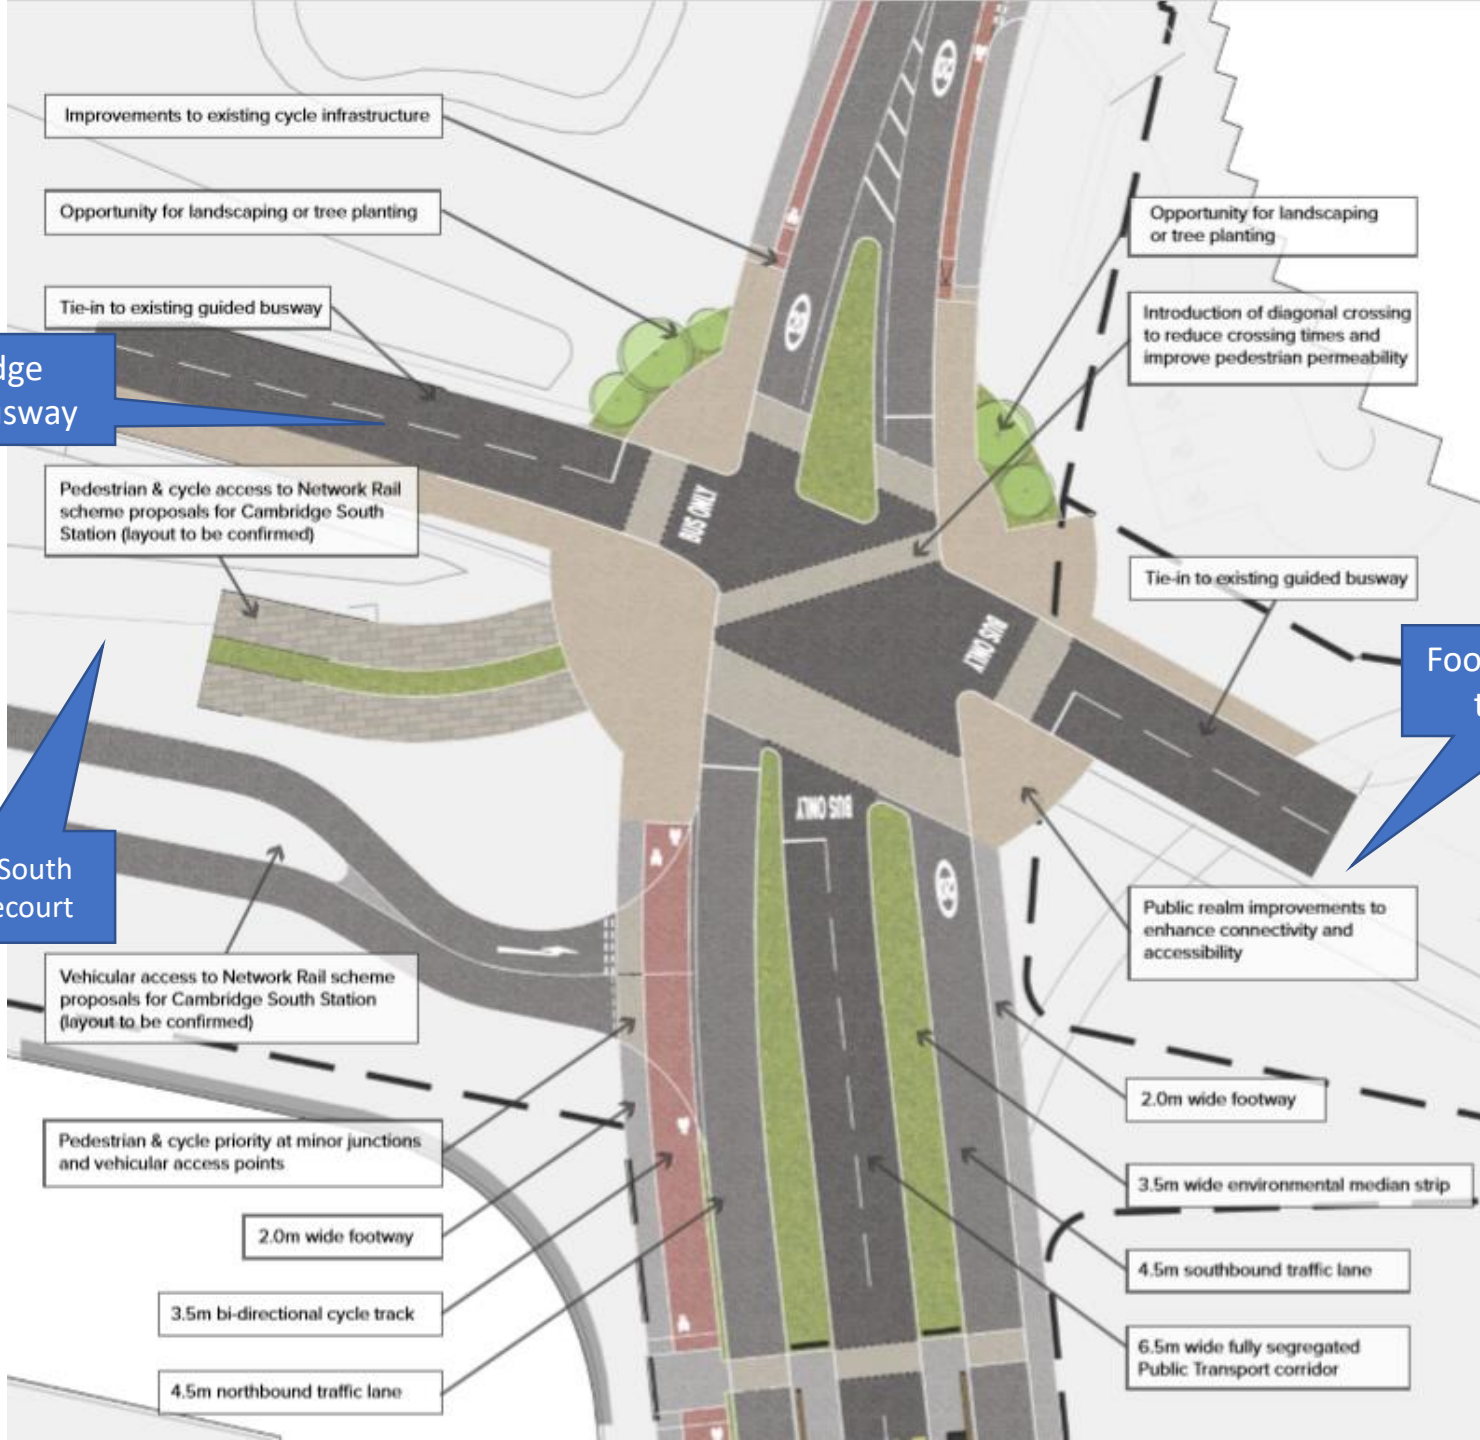 Improvements to existing cycle infrastructure
Opportunity for landscaping or tree planting
Tie-in to existing guided busway
Pedestrian & cycle access to Network Rail
scheme proposals for Cambridge South
Station (layout to be confirmed)
South
Vehicular access to Network Rail scheme
proposals for Cambridge South Station
(layout to be confirmed)
Pedestrian & cycle priority at minor junctions
and vehicular access points
2.0m wide footway
3.5m bi-directional cycle track
4.5m northbound traffic lane
BUS ONLY
BUS ONLY
BUS ONLY
Opportunity for landscaping
or tree planting
Introduction of diagonal crossing
to reduce crossing times and
improve pedestrian permeability
Tie-in to existing guided busway
Public realm improvements to
enhance connectivity and
accessibility
2.0m wide footway
3.5m wide environmental median strip
4.5m southbound traffic lane
6.5m wide fully segregated
Public Transport corridor